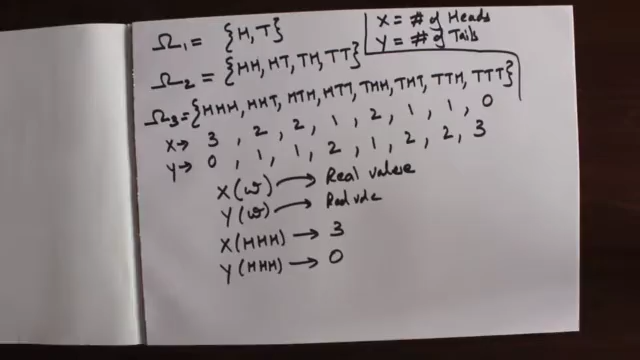 Ω₁ = {H, T}
X = # of Heads
Y = # of Tails
Ω₂ = {HH, HT, TH, TT}
Ω₃ = {HHH, HHT, HTH, HTT, THH, THT, TTH, TTT}
X → 3, 2, 2, 1, 2, 1, 1, 0
Y → 0, 1, 1, 2, 1, 2, 2, 3
X(ω) → Real value
Y(ω) → Real
X(HHH) → 3
Y(HHH) → 0